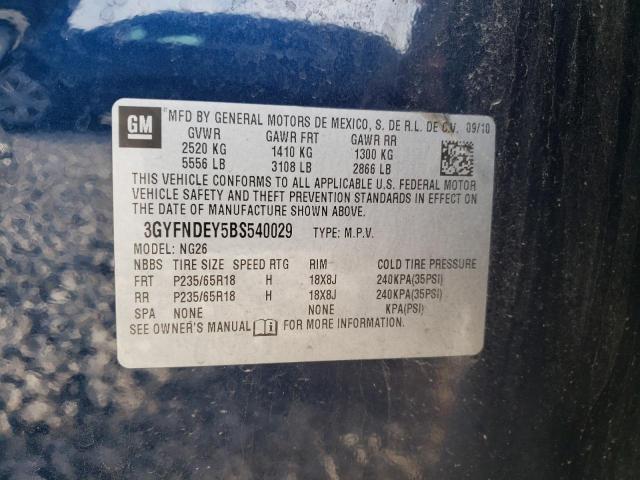 GM
MFD BY GENERAL MOTORS DE MEXICO, S. DE R.L. DE C.V. 09/10
GVWR GAWR FRT GAWR RR
2520 KG 1410 KG 1300 KG
5556 LB 3108 LB 2866 LB
THIS VEHICLE CONFORMS TO ALL APPLICABLE U.S. FEDERAL MOTOR
VEHICLE SAFETY AND THEFT PREVENTION STANDARDS IN EFFECT ON
THE DATE OF MANUFACTURE SHOWN ABOVE.
3GYFNDEY5BS540029 TYPE: M.P.V.
MODEL: NG26
NBBS TIRE SIZE SPEED RTG RIM COLD TIRE PRESSURE
FRT P235/65R18 H 18X8J 240KPA(35PSI)
RR P235/65R18 H 18X8J 240KPA(35PSI)
SPA NONE NONE KPA(PSI)
SEE OWNER'S MANUAL i FOR MORE INFORMATION.